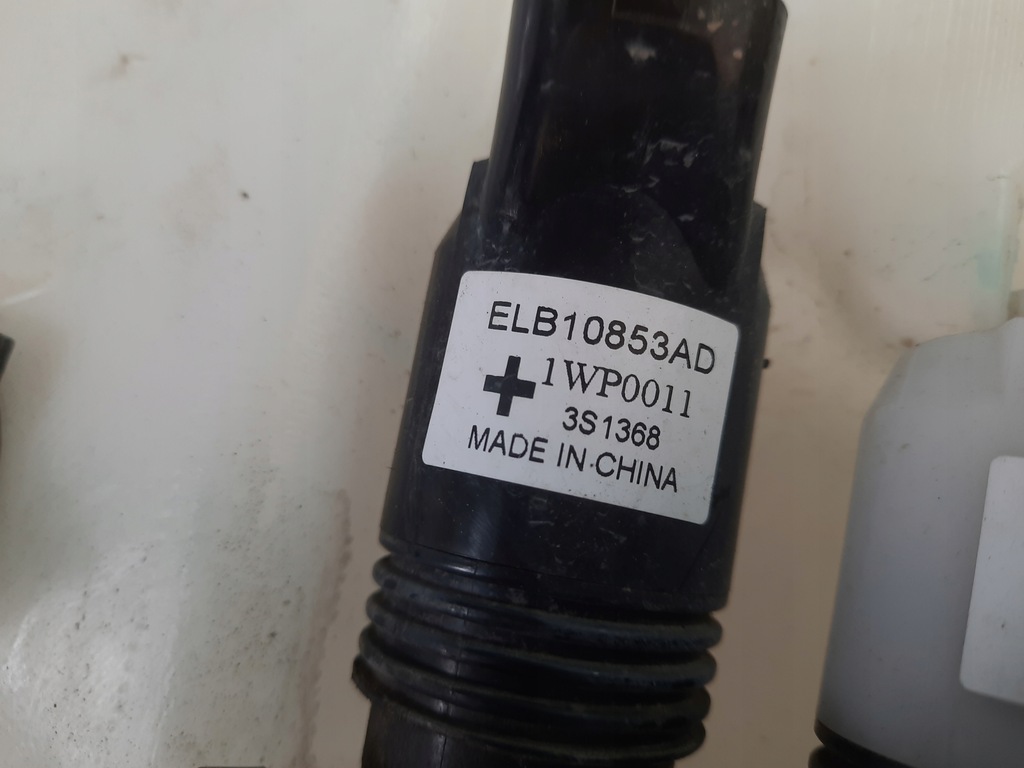 ELB10853AD
+ 1WP0011
3S1368
MADE IN CHINA